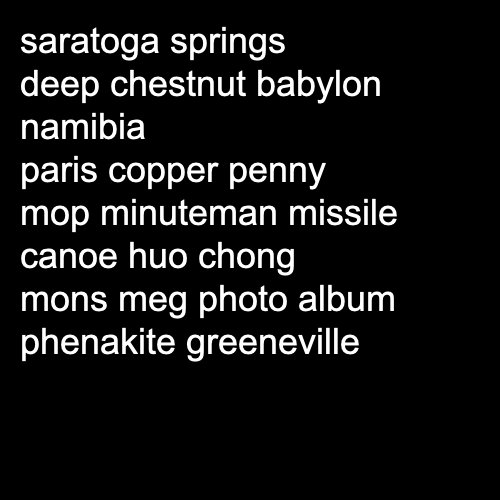 saratoga springs
deep chestnut babylon
namibia
paris copper penny
mop minuteman missile
canoe huo chong
mons meg photo album
phenakite greeneville